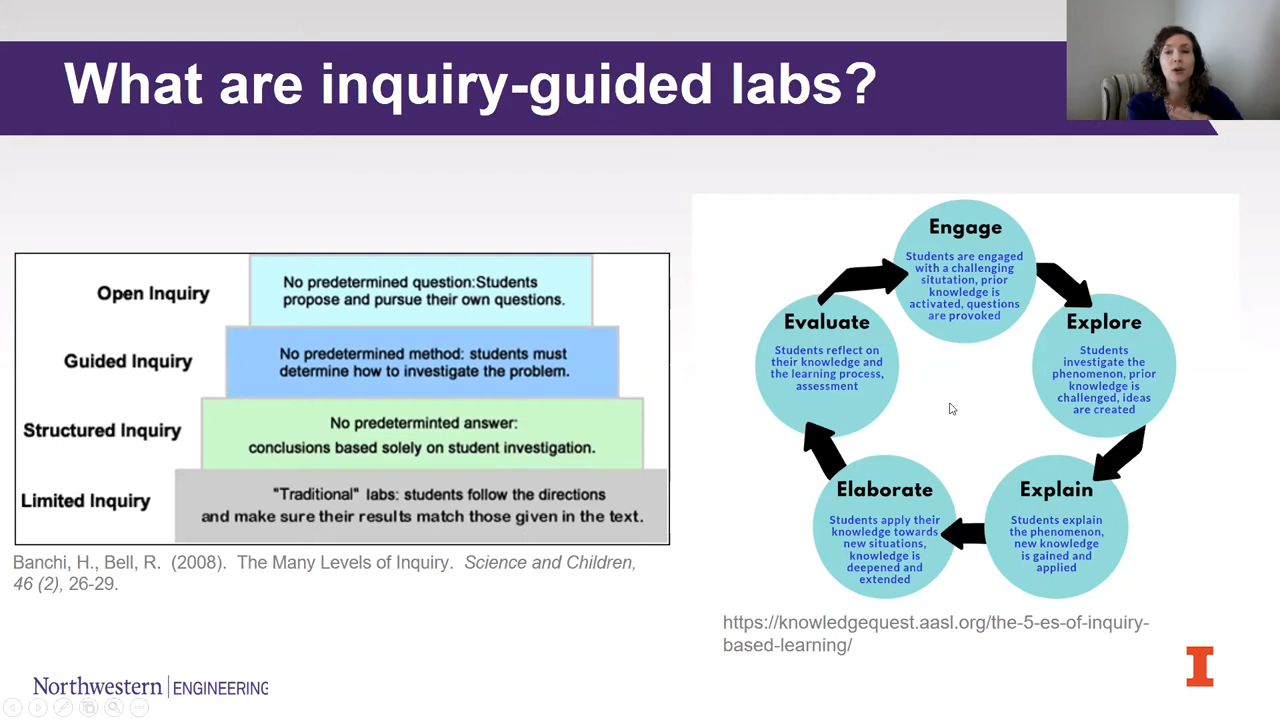 What are inquiry-guided labs?
Open Inquiry
No predetermined question:Students
propose and pursue their own questions.
Guided Inquiry
No predetermined method: students must
determine how to investigate the problem.
Structured Inquiry
No predeterminted answer:
conclusions based solely on student investigation.
Limited Inquiry
"Traditional" labs: students follow the directions
and make sure their results match those given in the text.
Banchi, H., Bell, R. (2008). The Many Levels of Inquiry. Science and Children,
46 (2), 26-29.
Engage
Students are engaged
with a challenging
situtation, prior
knowledge is
activated, questions
are provoked
Explore
Students
investigate the
phenomenon, prior
knowledge is
challenged, ideas
are created
Explain
Students explain
the phenomenon,
new knowledge
is gained and
applied
Elaborate
Students apply their
knowledge towards
new situations,
knowledge is
deepened and
extended
Evaluate
Students reflect on
their knowledge and
the learning process,
assessment
https://knowledgequest.aasl.org/the-5-es-of-inquiry-
based-learning/
Northwestern | ENGINEERING
I